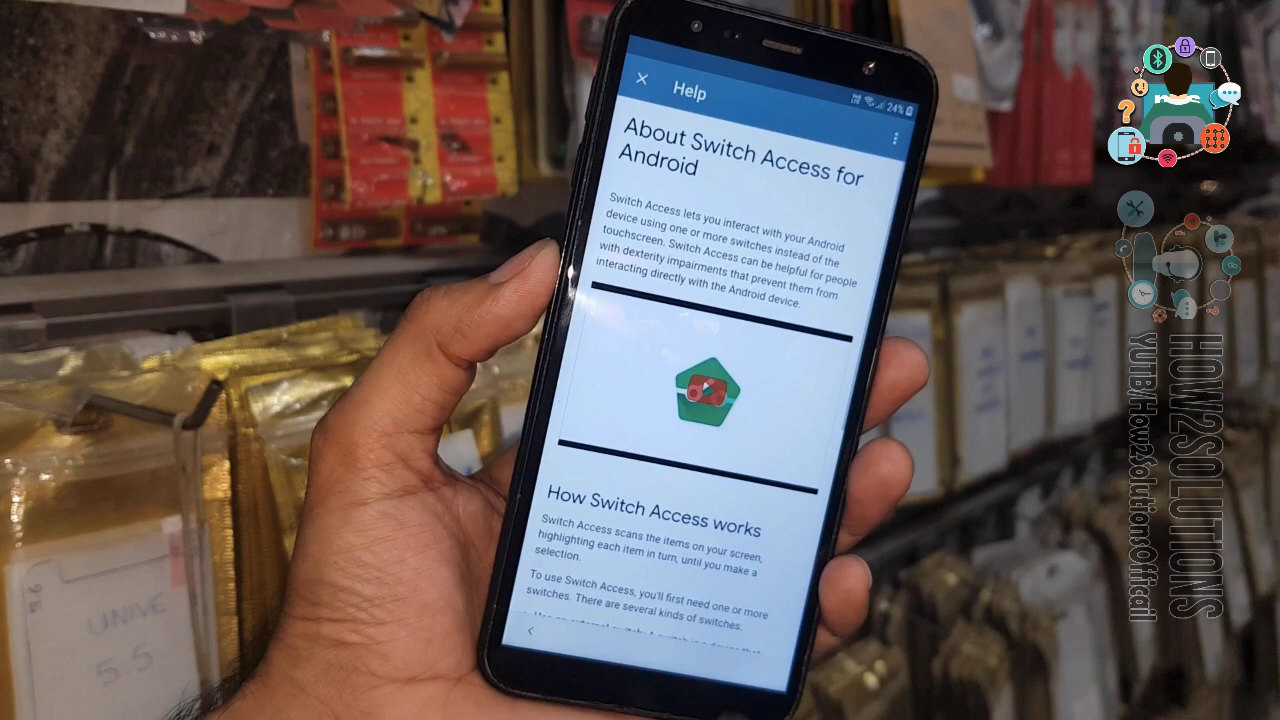 24%
Help
About Switch Access for
Android
Switch Access lets you interact with your Android
device using one or more switches instead of the
touchscreen. Switch Access can be helpful for people
with dexterity impairments that prevent them from
interacting directly with the Android device.
How Switch Access works
Switch Access scans the items on your screen,
highlighting each item in turn, until you make a
selection.
To use Switch Access, you'll first need one or more
switches. There are several kinds of switches:
UNIVE
5.5
HOW2SOLUTIONS
YUTB/How2SolutionsOfficail